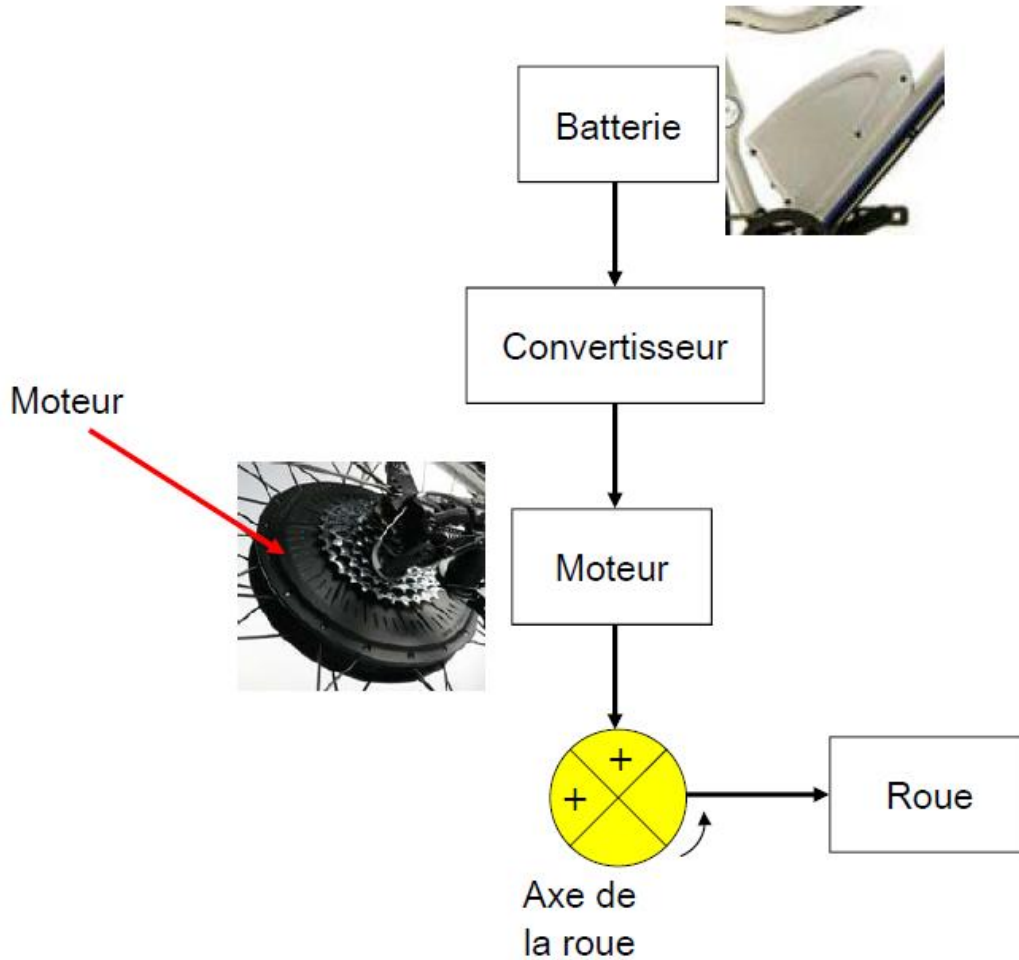 Batterie
Convertisseur
Moteur
Moteur
+
+
Roue
Axe de
la roue